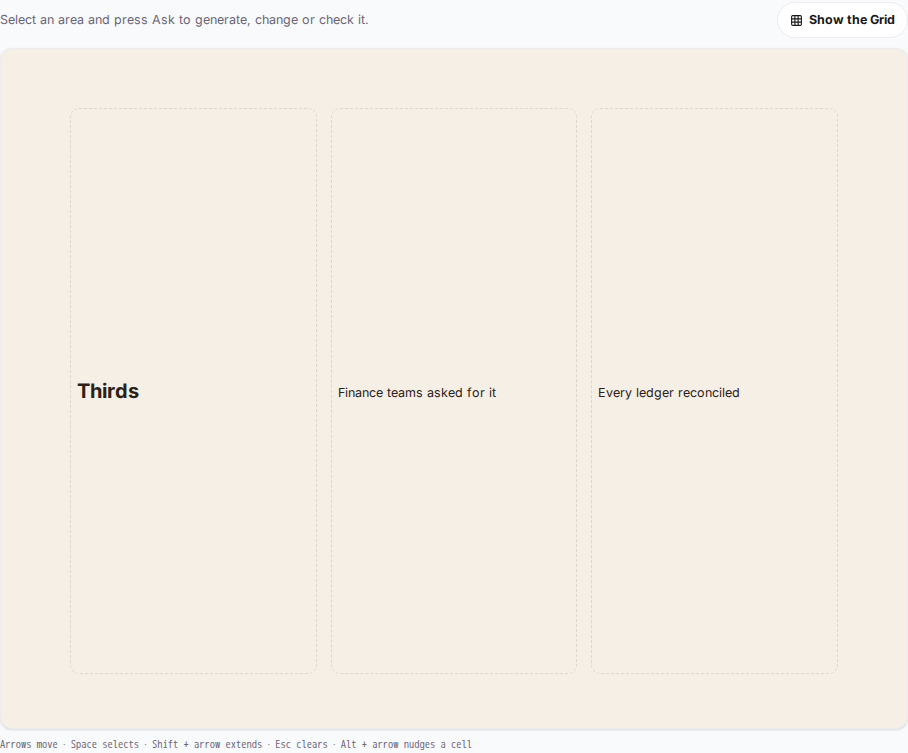 Select an area and press Ask to generate, change or check it.
Show the Grid
Thirds
Finance teams asked for it
Every ledger reconciled
Arrows move · Space selects · Shift + arrow extends · Esc clears · Alt + arrow nudges a cell